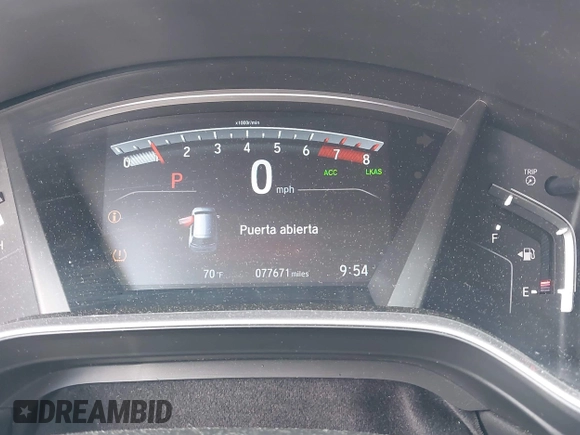 x1000r/min
0 1 2 3 4 5 6 7 8
P 0 mph ACC LKAS
TRIP
Puerta abierta
H F
E
70 °F 077671 miles 9:54
DREAMBID